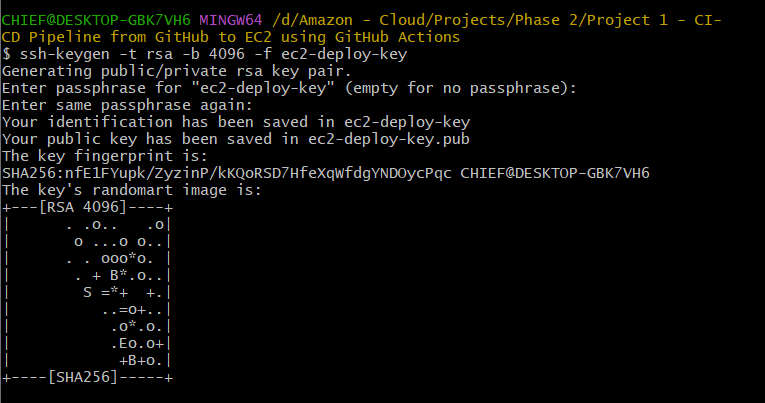 CHIEF@DESKTOP-GBK7VH6 MINGW64 /d/Amazon - Cloud/Projects/Phase 2/Project 1 - CI-
CD Pipeline from GitHub to EC2 using GitHub Actions
$ ssh-keygen -t rsa -b 4096 -f ec2-deploy-key
Generating public/private rsa key pair.
Enter passphrase for "ec2-deploy-key" (empty for no passphrase):
Enter same passphrase again:
Your identification has been saved in ec2-deploy-key
Your public key has been saved in ec2-deploy-key.pub
The key fingerprint is:
SHA256:nfE1FYupk/ZyzinP/kKQoRSD7HfeXqWfdgYNDOycPqc CHIEF@DESKTOP-GBK7VH6
The key's randomart image is:
+---[RSA 4096]----+
|      . .o..   .o|
|       o ...o o..|
|      . . ooo*o. |
|       . + B*.o..|
|        S =*+  +.|
|          ..=o+..|
|           .o*.o.|
|           .Eo.o+|
|            +B+o.|
+----[SHA256]-----+